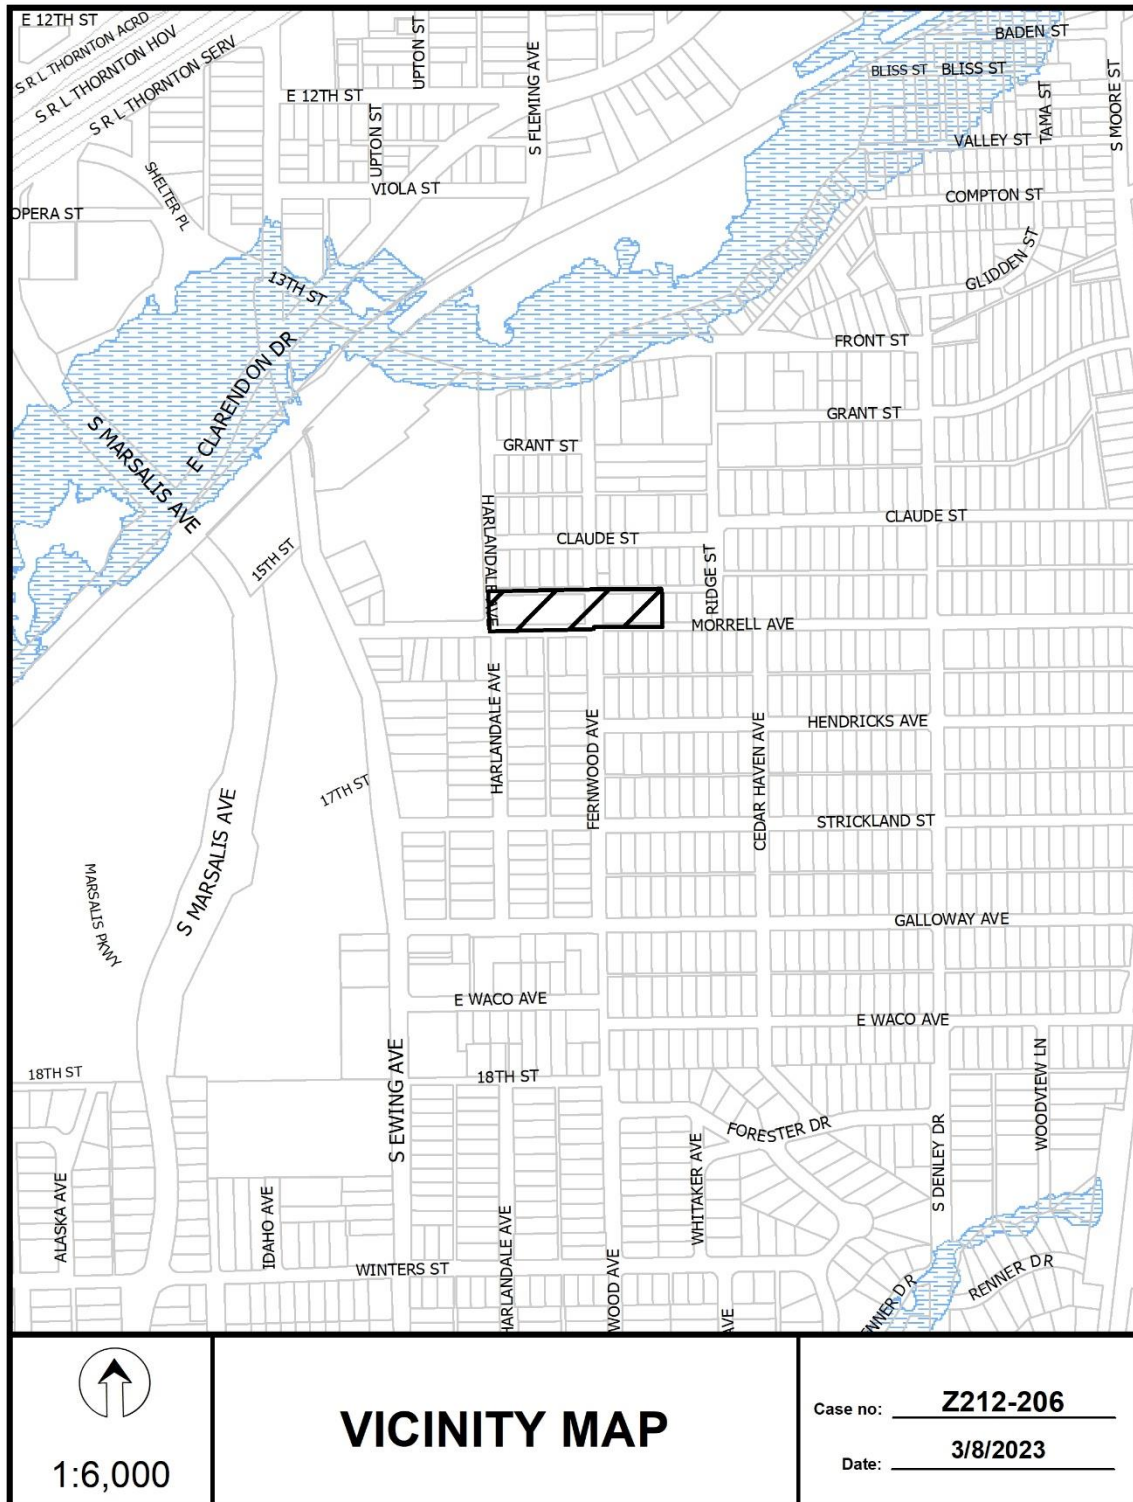 E 12TH ST
S R L THORNTON ACRD
S R L THORNTON HOV
S R L THORNTON SERV
UPTON ST
S FLEMING AVE
BADEN ST
BLISS ST
BLISS ST
S MOORE ST
TAMA ST
E 12TH ST
UPTON ST
VALLEY ST
SHELTER PL
VIOLA ST
COMPTON ST
OPERA ST
GLIDDEN ST
13TH ST
FRONT ST
E CLARENDON DR
GRANT ST
S MARSALIS AVE
GRANT ST
HARLANDALE AVE
CLAUDE ST
CLAUDE ST
15TH ST
RIDGE ST
MORRELL AVE
HARLANDALE AVE
FERNWOOD AVE
CEDAR HAVEN AVE
HENDRICKS AVE
17TH ST
STRICKLAND ST
S MARSALIS AVE
MARSALIS PKWY
GALLOWAY AVE
E WACO AVE
E WACO AVE
18TH ST
18TH ST
S EWING AVE
WOODVIEW LN
FORESTER DR
WHITAKER AVE
S DENLEY DR
ALASKA AVE
IDAHO AVE
HARLANDALE AVE
WINTERS ST
WOOD AVE
AVE
ENNER DR
RENNER DR
1:6,000
VICINITY MAP
Case no: Z212-206
Date: 3/8/2023